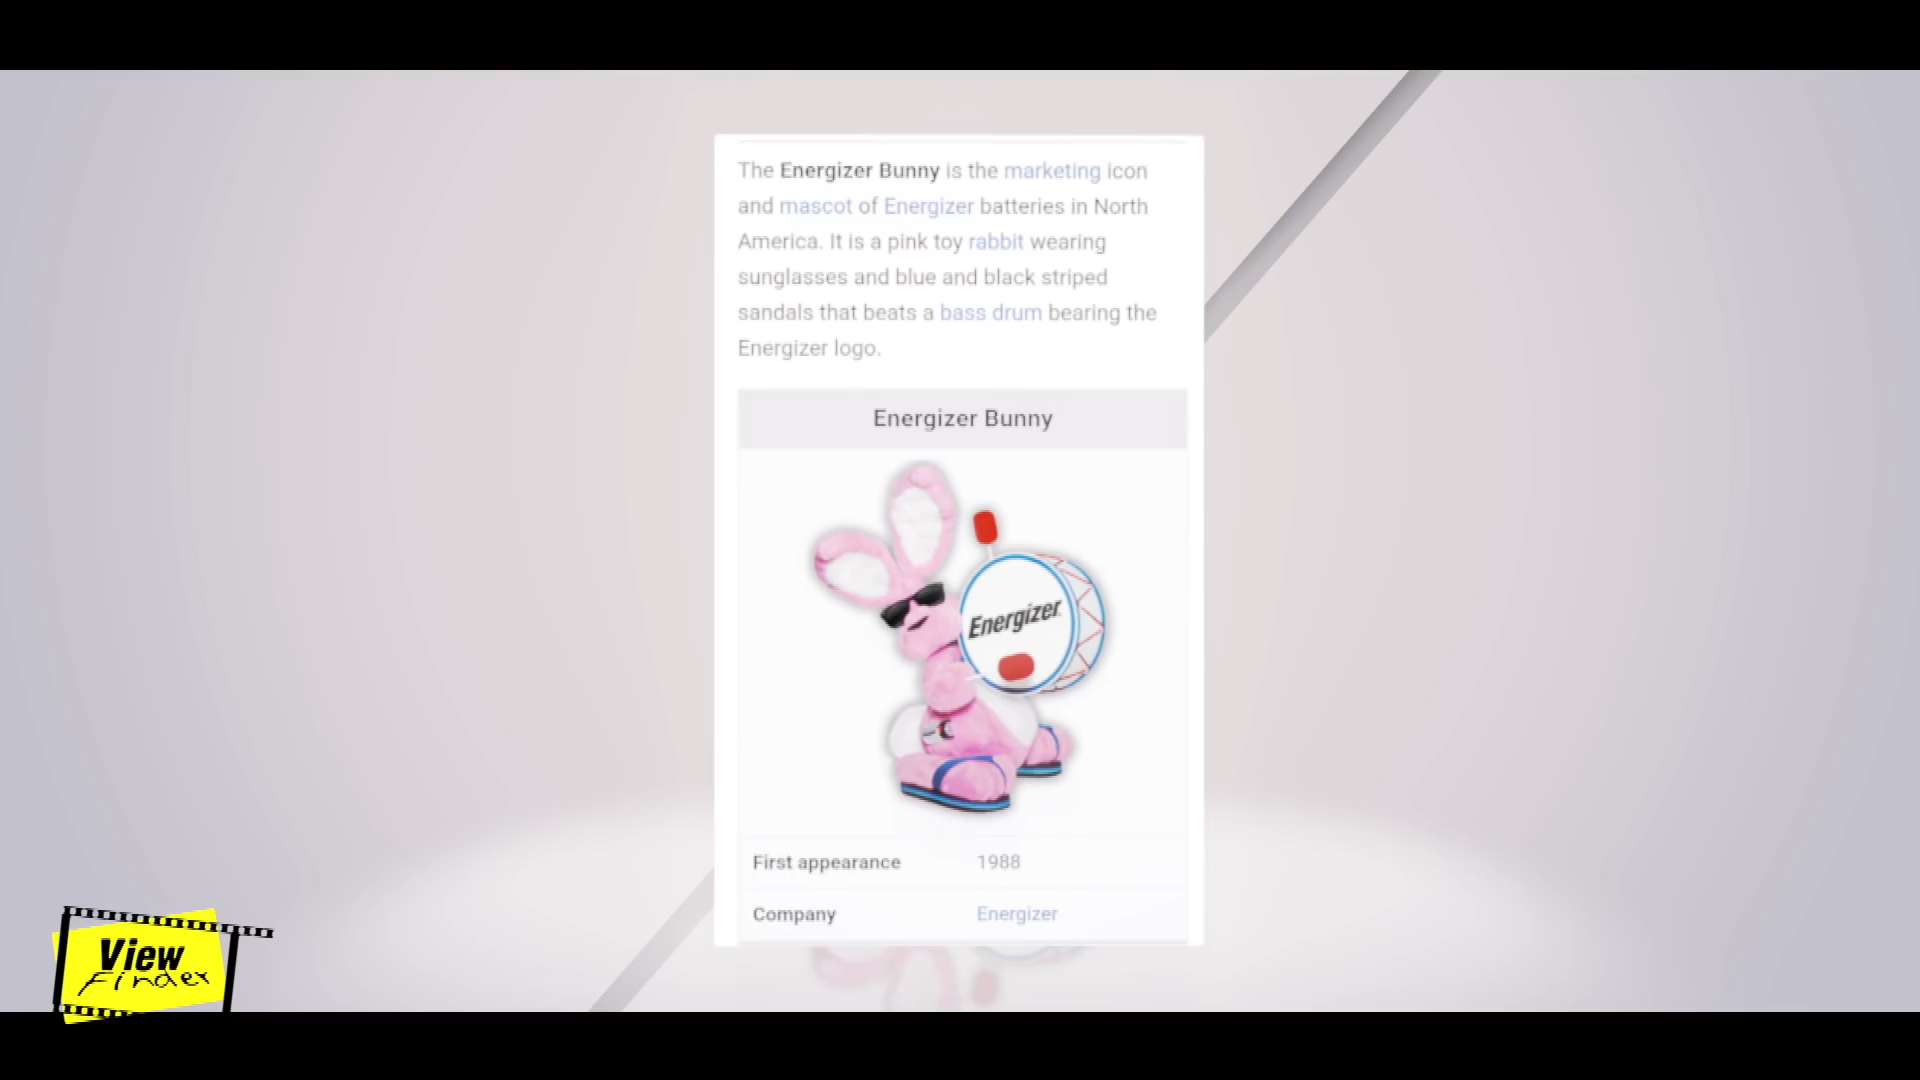 The Energizer Bunny is the marketing icon
and mascot of Energizer batteries in North
America. It is a pink toy rabbit wearing
sunglasses and blue and black striped
sandals that beats a bass drum bearing the
Energizer logo.
Energizer Bunny
Energizer
First appearance 1988
Company Energizer
View
Finder